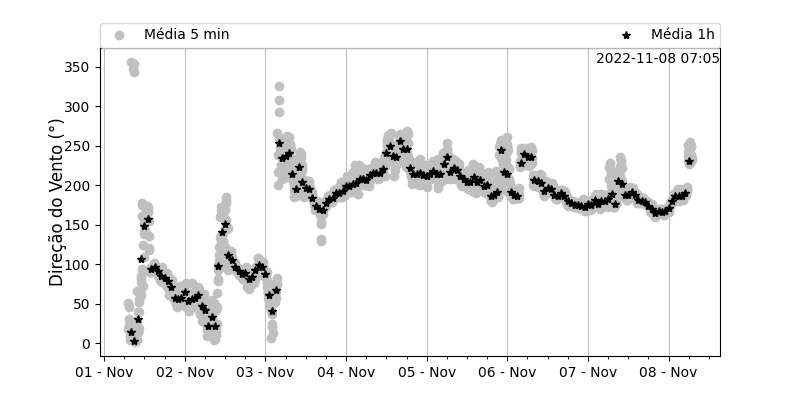 Média 5 min
Média 1h
2022-11-08 07:05
Direção do Vento (°)
350
300
250
200
150
100
50
0
01 - Nov
02 - Nov
03 - Nov
04 - Nov
05 - Nov
06 - Nov
07 - Nov
08 - Nov